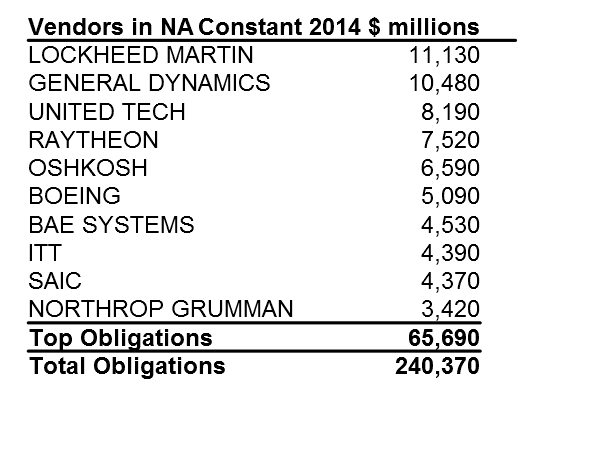 Vendors in NA Constant 2014 $ millions
LOCKHEED MARTIN 11,130
GENERAL DYNAMICS 10,480
UNITED TECH 8,190
RAYTHEON 7,520
OSHKOSH 6,590
BOEING 5,090
BAE SYSTEMS 4,530
ITT 4,390
SAIC 4,370
NORTHROP GRUMMAN 3,420
Top Obligations 65,690
Total Obligations 240,370